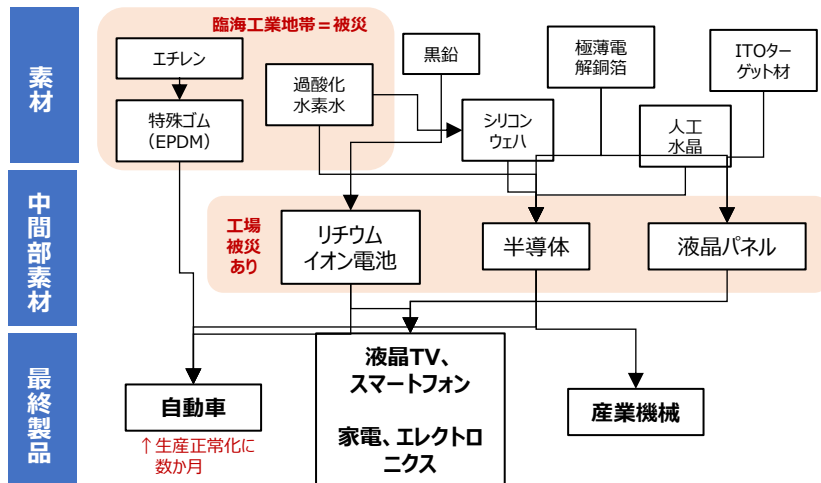 素材
臨海工業地帯＝被災
エチレン
特殊ゴム
（EPDM）
過酸化
水素水
黒鉛
シリコン
ウェハ
極薄電
解銅箔
人工
水晶
ITOター
ゲット材
中間部素材
工場
被災
あり
リチウム
イオン電池
半導体
液晶パネル
最終製品
自動車
↑生産正常化に
数か月
液晶TV、
スマートフォン
家電、エレクトロ
ニクス
産業機械